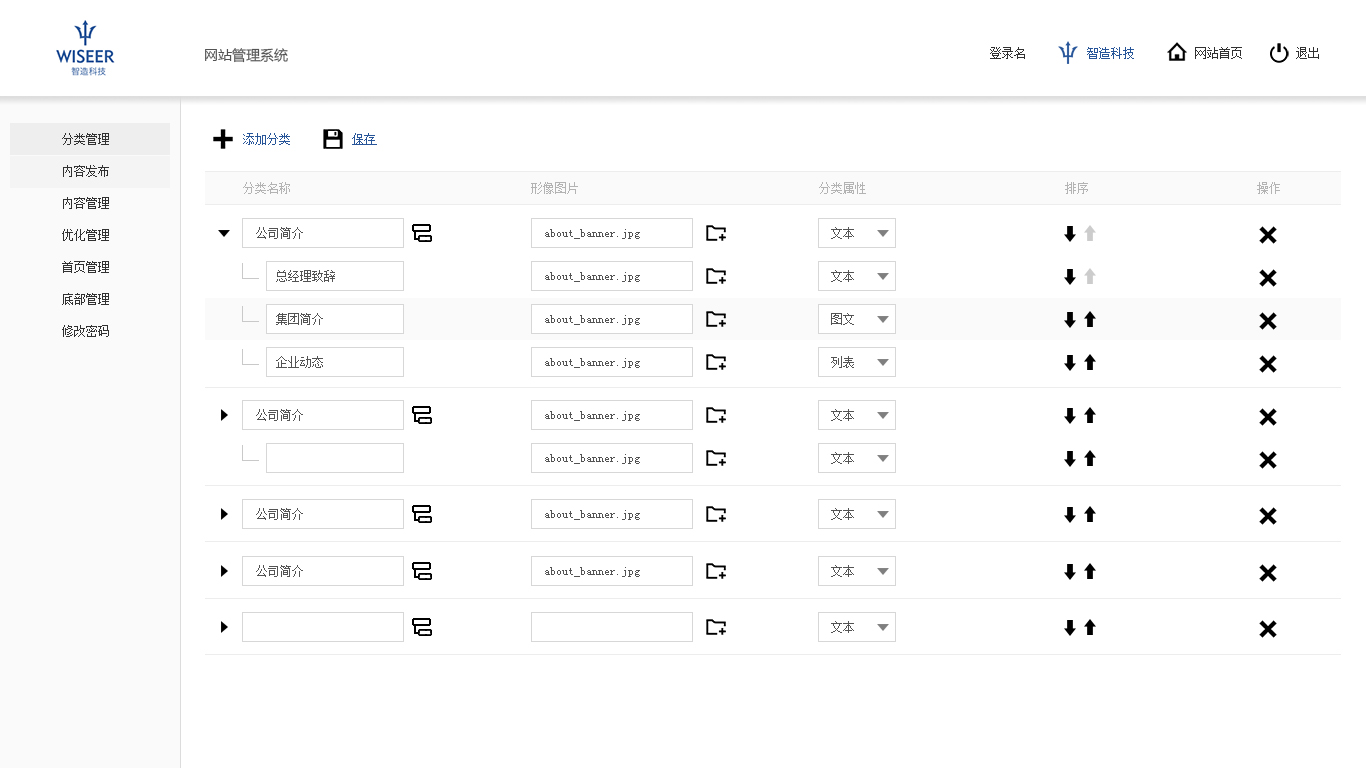 WISEER
智造科技
网站管理系统
登录名 智造科技 网站首页 退出
分类管理
内容发布
内容管理
优化管理
首页管理
底部管理
修改密码
添加分类 保存
分类名称 形像图片 分类属性 排序 操作
公司简介 about_banner.jpg 文本
总经理致辞 about_banner.jpg 文本
集团简介 about_banner.jpg 图文
企业动态 about_banner.jpg 列表
公司简介 about_banner.jpg 文本
about_banner.jpg 文本
公司简介 about_banner.jpg 文本
公司简介 about_banner.jpg 文本
文本